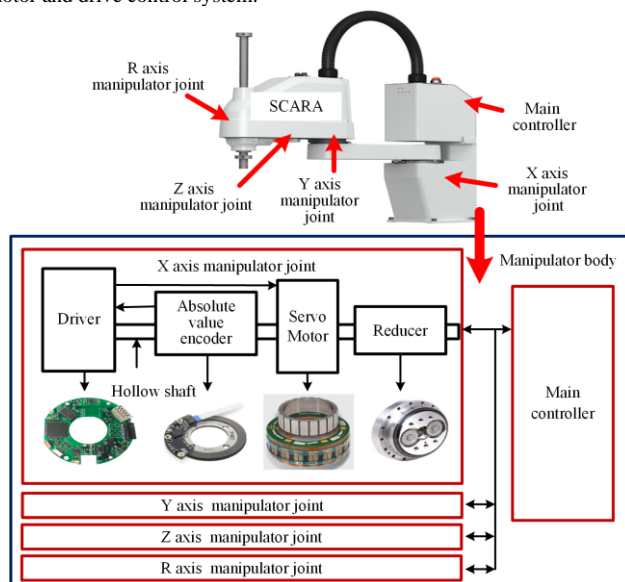 otor and drive control system.
R axis
manipulator joint
SCARA
Main
controller
Z axis
manipulator joint
Y axis
manipulator
joint
X axis
manipulator
joint
Manipulator body
X axis manipulator joint
Driver
Absolute
value
encoder
Servo
Motor
Reducer
Hollow shaft
Main
controller
Y axis manipulator joint
Z axis manipulator joint
R axis manipulator joint